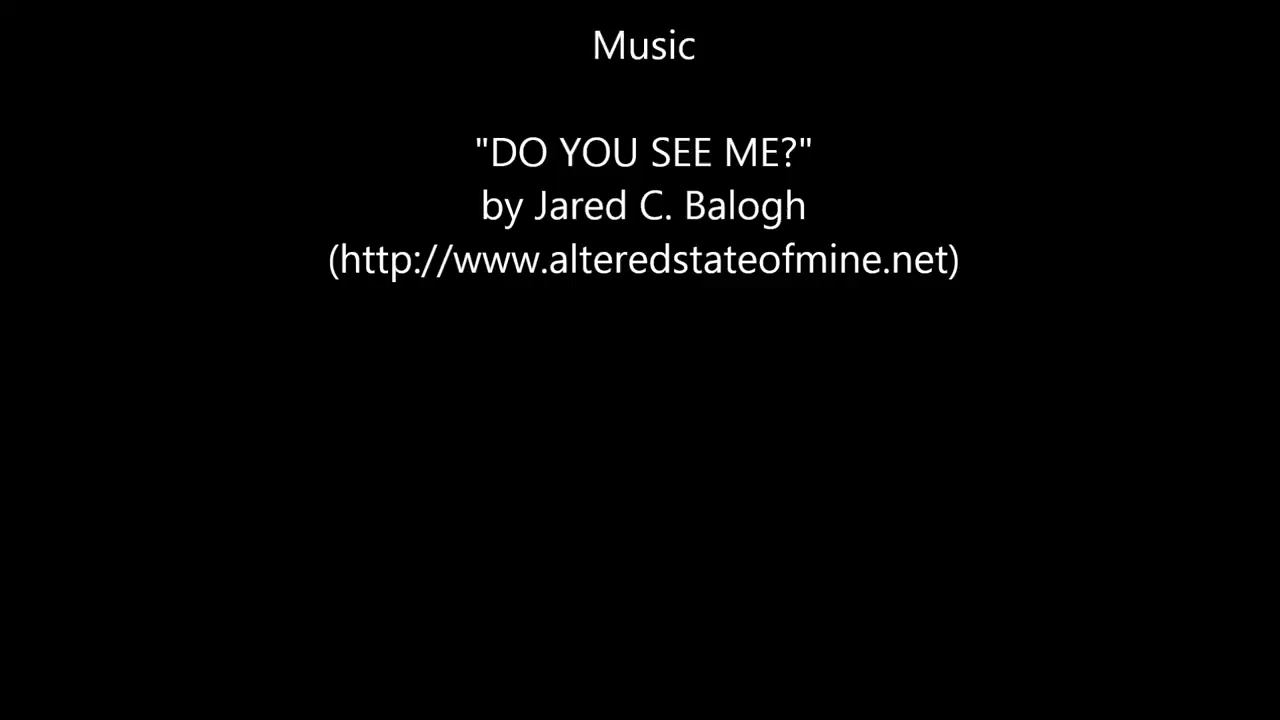 Music
"DO YOU SEE ME?"
by Jared C. Balogh
(http://www.alteredstateofmine.net)